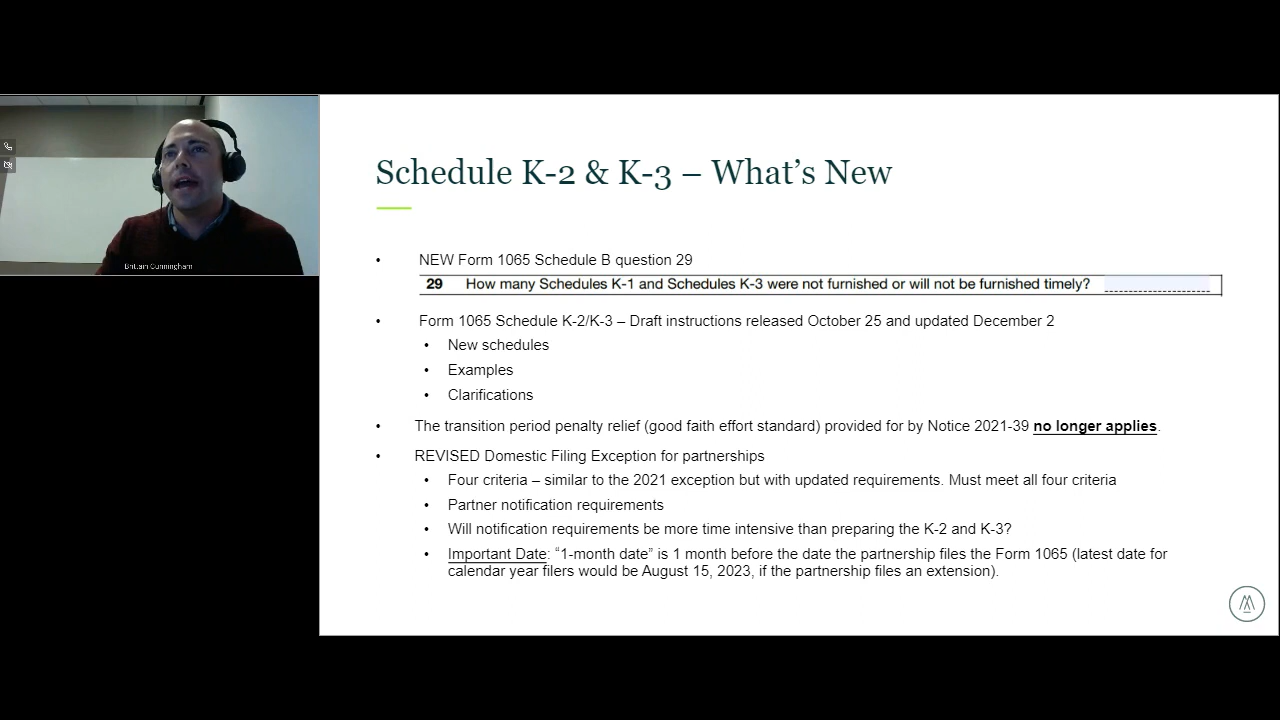 Brittain Cunningham
Schedule K-2 & K-3 – What’s New
• NEW Form 1065 Schedule B question 29
29 How many Schedules K-1 and Schedules K-3 were not furnished or will not be furnished timely?
• Form 1065 Schedule K-2/K-3 – Draft instructions released October 25 and updated December 2
• New schedules
• Examples
• Clarifications
• The transition period penalty relief (good faith effort standard) provided for by Notice 2021-39 no longer applies.
• REVISED Domestic Filing Exception for partnerships
• Four criteria – similar to the 2021 exception but with updated requirements. Must meet all four criteria
• Partner notification requirements
• Will notification requirements be more time intensive than preparing the K-2 and K-3?
• Important Date: “1-month date” is 1 month before the date the partnership files the Form 1065 (latest date for
calendar year filers would be August 15, 2023, if the partnership files an extension).